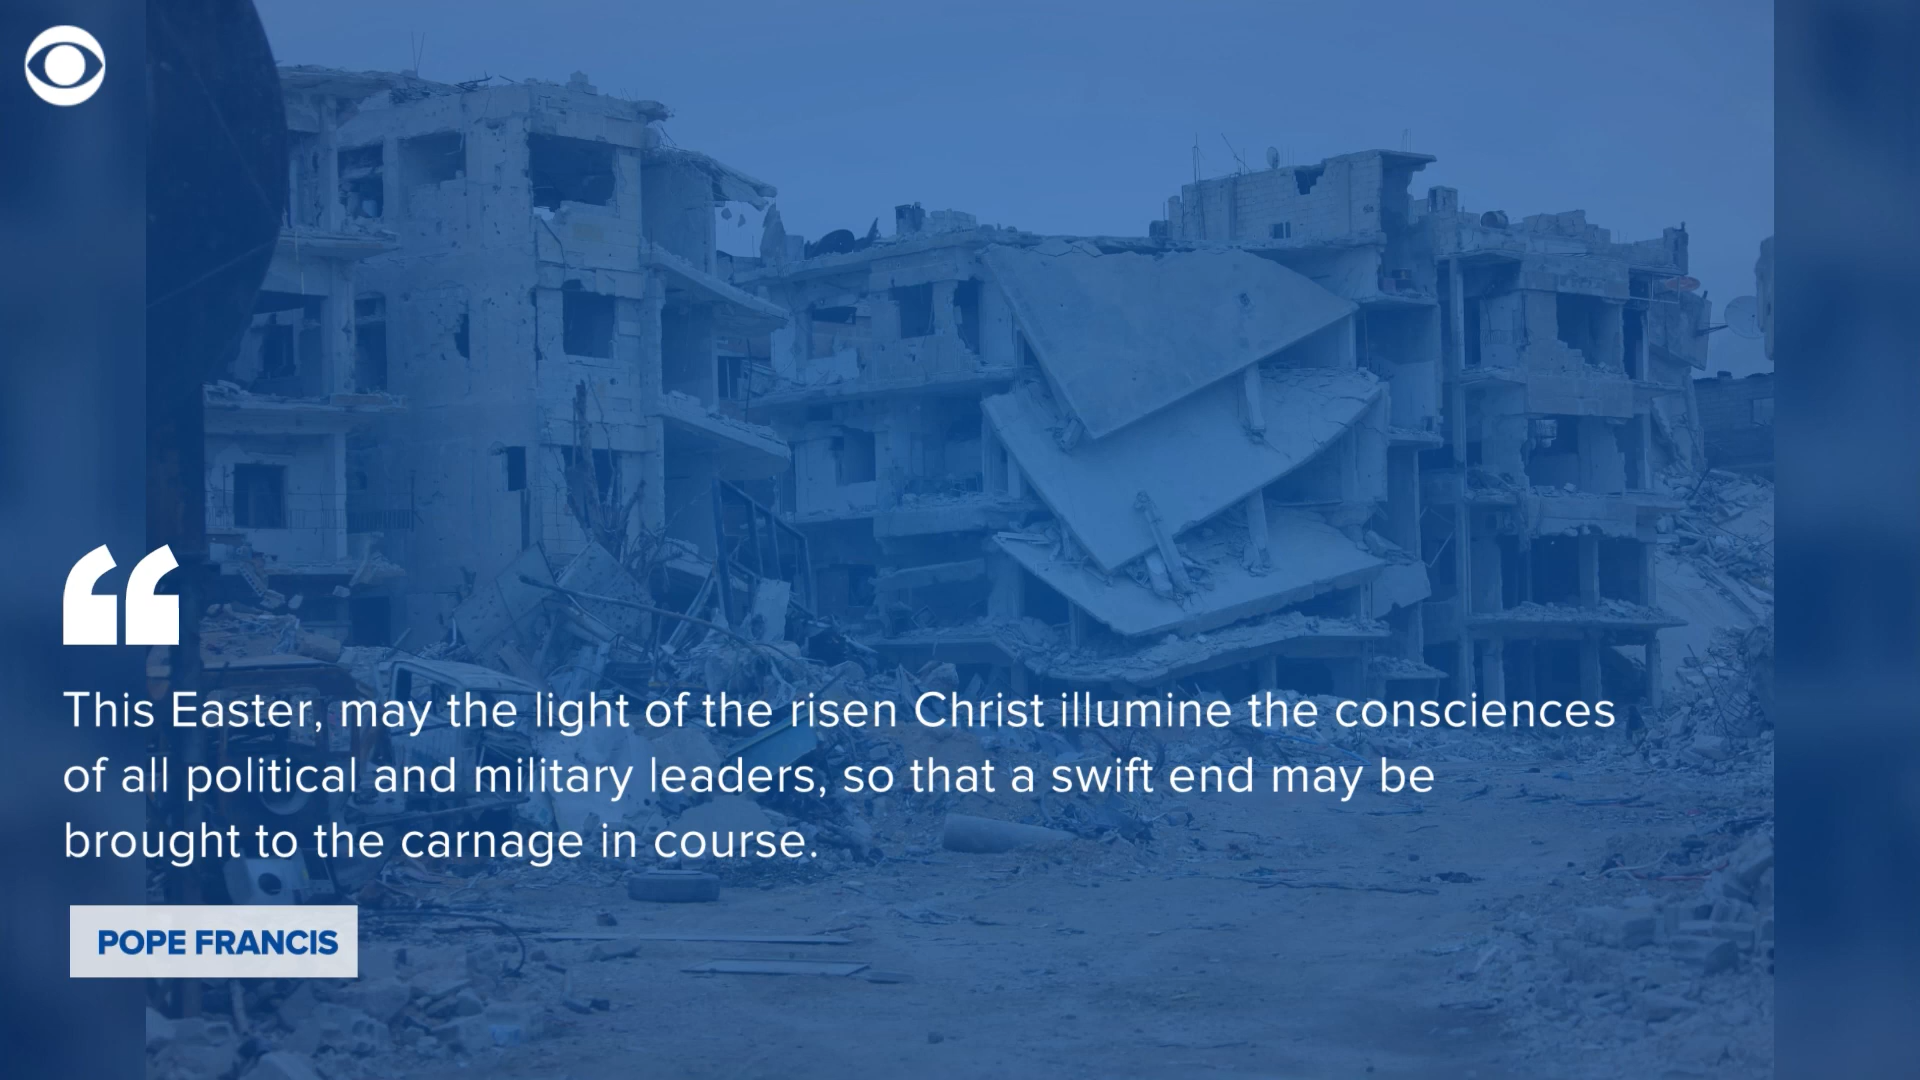 “
This Easter, may the light of the risen Christ illumine the consciences
of all political and military leaders, so that a swift end may be
brought to the carnage in course.
POPE FRANCIS